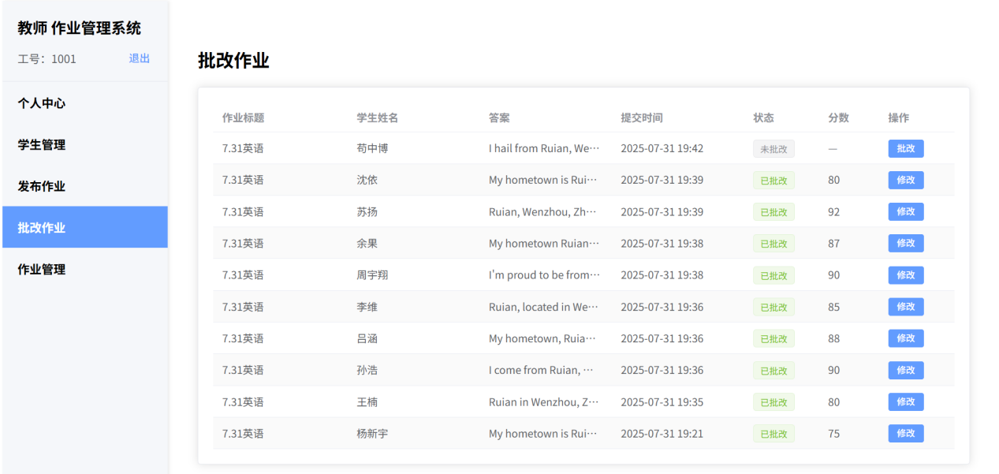 教师 作业管理系统
工号：1001 退出
个人中心
学生管理
发布作业
批改作业
作业管理
批改作业
作业标题 学生姓名 答案 提交时间 状态 分数 操作
7.31英语 荀中博 I hail from Ruian, We··· 2025-07-31 19:42 未批改 — 批改
7.31英语 沈依 My hometown is Rui··· 2025-07-31 19:39 已批改 80 修改
7.31英语 苏扬 Ruian, Wenzhou, Zh··· 2025-07-31 19:39 已批改 92 修改
7.31英语 余果 My hometown Ruian··· 2025-07-31 19:38 已批改 87 修改
7.31英语 周宇翔 I'm proud to be from··· 2025-07-31 19:38 已批改 90 修改
7.31英语 李维 Ruian, located in We··· 2025-07-31 19:36 已批改 85 修改
7.31英语 吕涵 My hometown, Ruia··· 2025-07-31 19:36 已批改 88 修改
7.31英语 孙浩 I come from Ruian, ··· 2025-07-31 19:36 已批改 90 修改
7.31英语 王楠 Ruian in Wenzhou, Z··· 2025-07-31 19:35 已批改 80 修改
7.31英语 杨新宇 My hometown is Rui··· 2025-07-31 19:21 已批改 75 修改